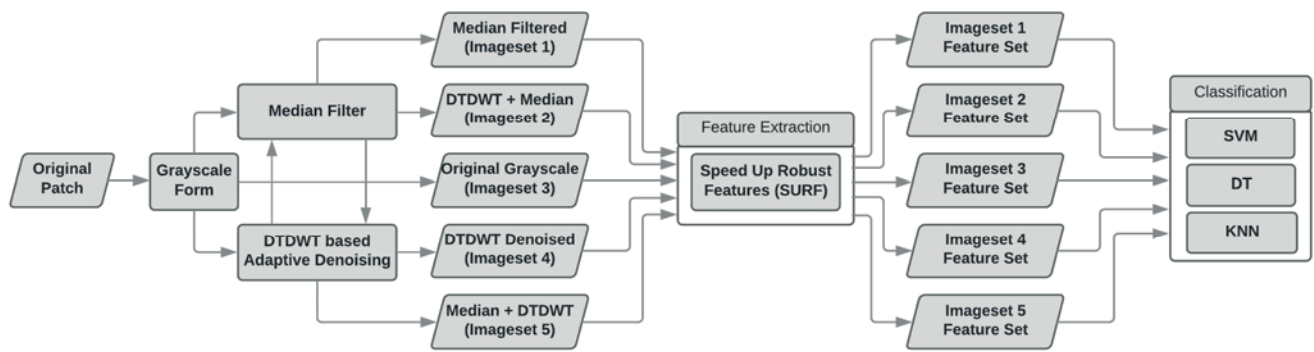 Original
Patch
Grayscale
Form
Median Filter
DTDWT based
Adaptive Denoising
Median Filtered
(Imageset 1)
DTDWT + Median
(Imageset 2)
Original Grayscale
(Imageset 3)
DTDWT Denoised
(Imageset 4)
Median + DTDWT
(Imageset 5)
Feature Extraction
Speed Up Robust
Features (SURF)
Imageset 1
Feature Set
Imageset 2
Feature Set
Imageset 3
Feature Set
Imageset 4
Feature Set
Imageset 5
Feature Set
Classification
SVM
DT
KNN